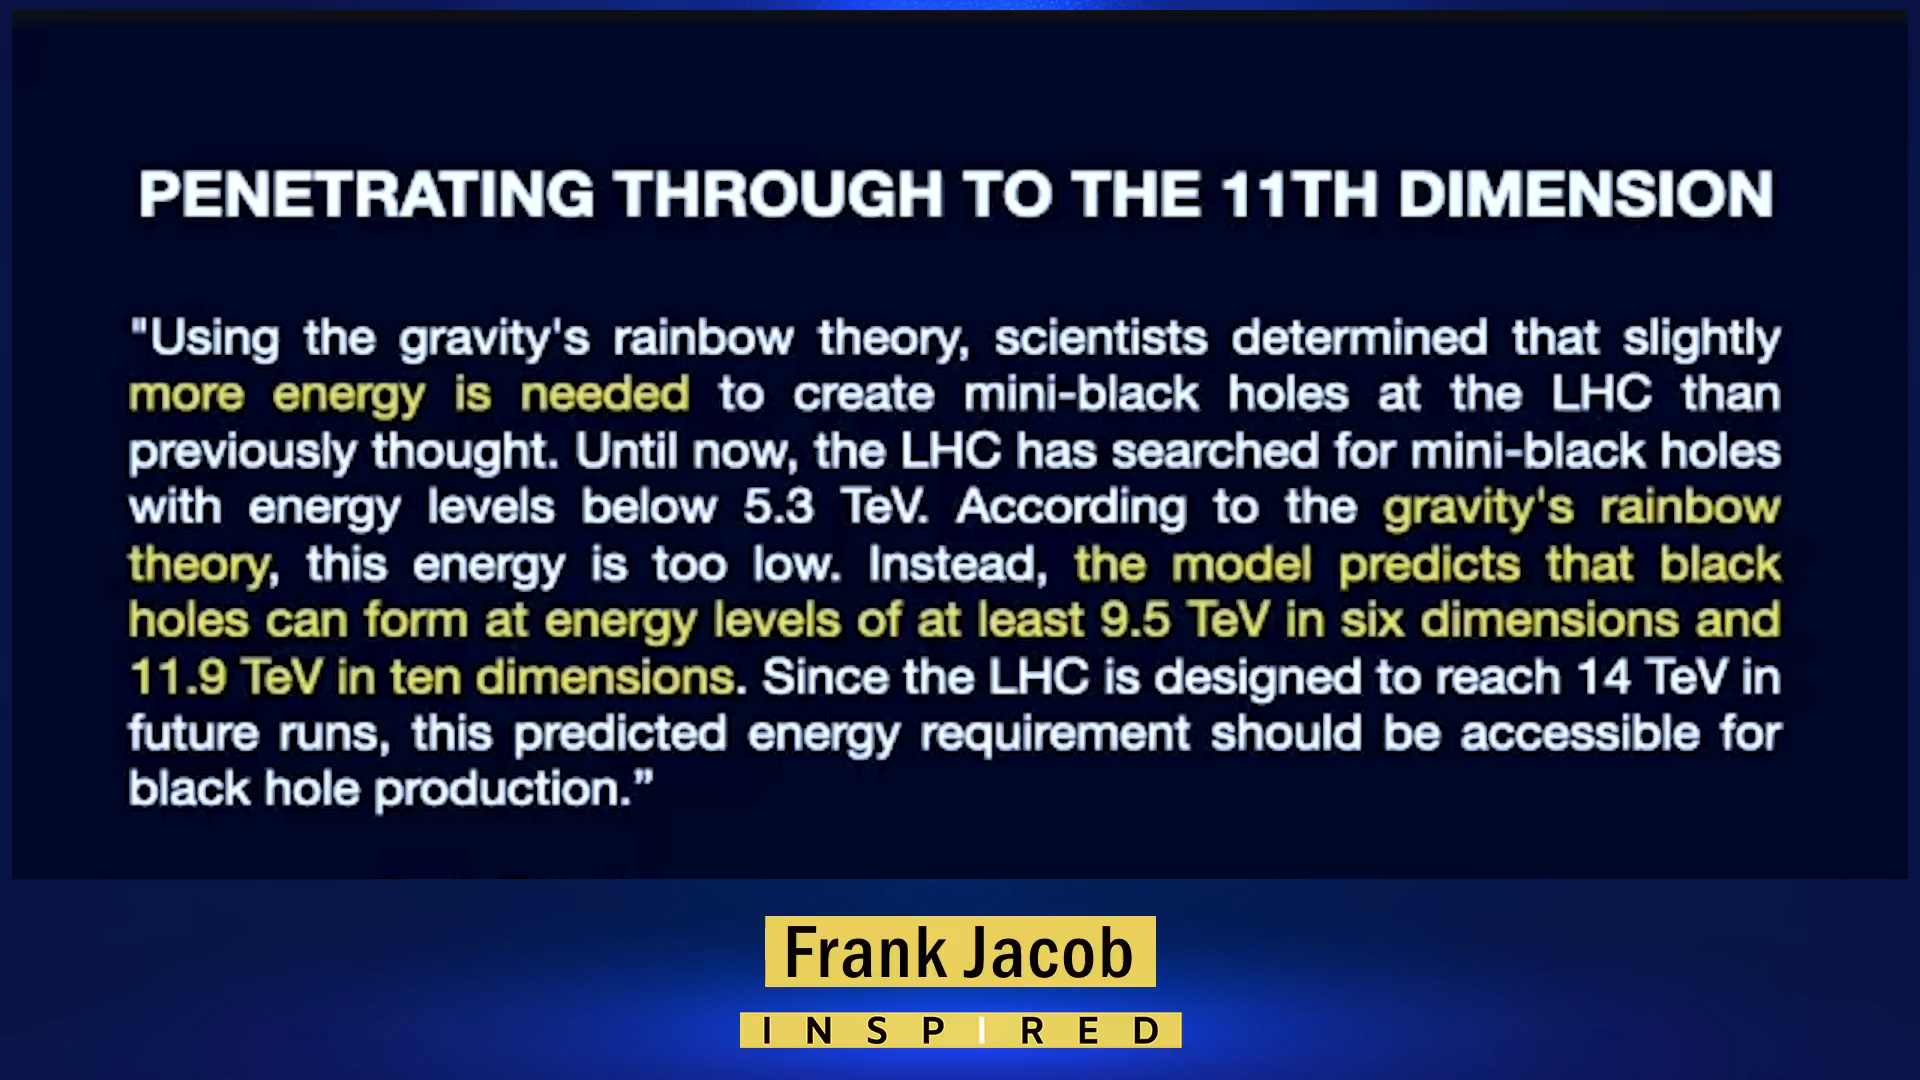 PENETRATING THROUGH TO THE 11TH DIMENSION
"Using the gravity's rainbow theory, scientists determined that slightly
more energy is needed to create mini-black holes at the LHC than
previously thought. Until now, the LHC has searched for mini-black holes
with energy levels below 5.3 TeV. According to the gravity's rainbow
theory, this energy is too low. Instead, the model predicts that black
holes can form at energy levels of at least 9.5 TeV in six dimensions and
11.9 TeV in ten dimensions. Since the LHC is designed to reach 14 TeV in
future runs, this predicted energy requirement should be accessible for
black hole production.”
Frank Jacob
INSPIRED